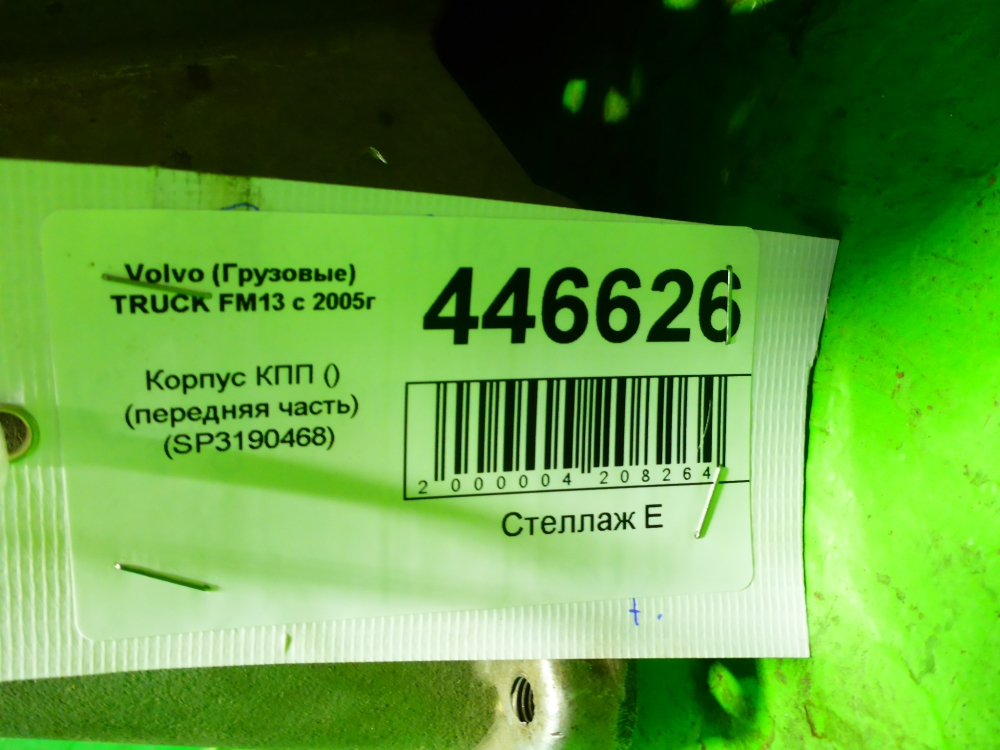 Volvo (Грузовые)
TRUCK FM13 с 2005г
446626
Корпус КПП ()
(передняя часть)
(SP3190468)
2 000004 208264
Стеллаж Е
t.